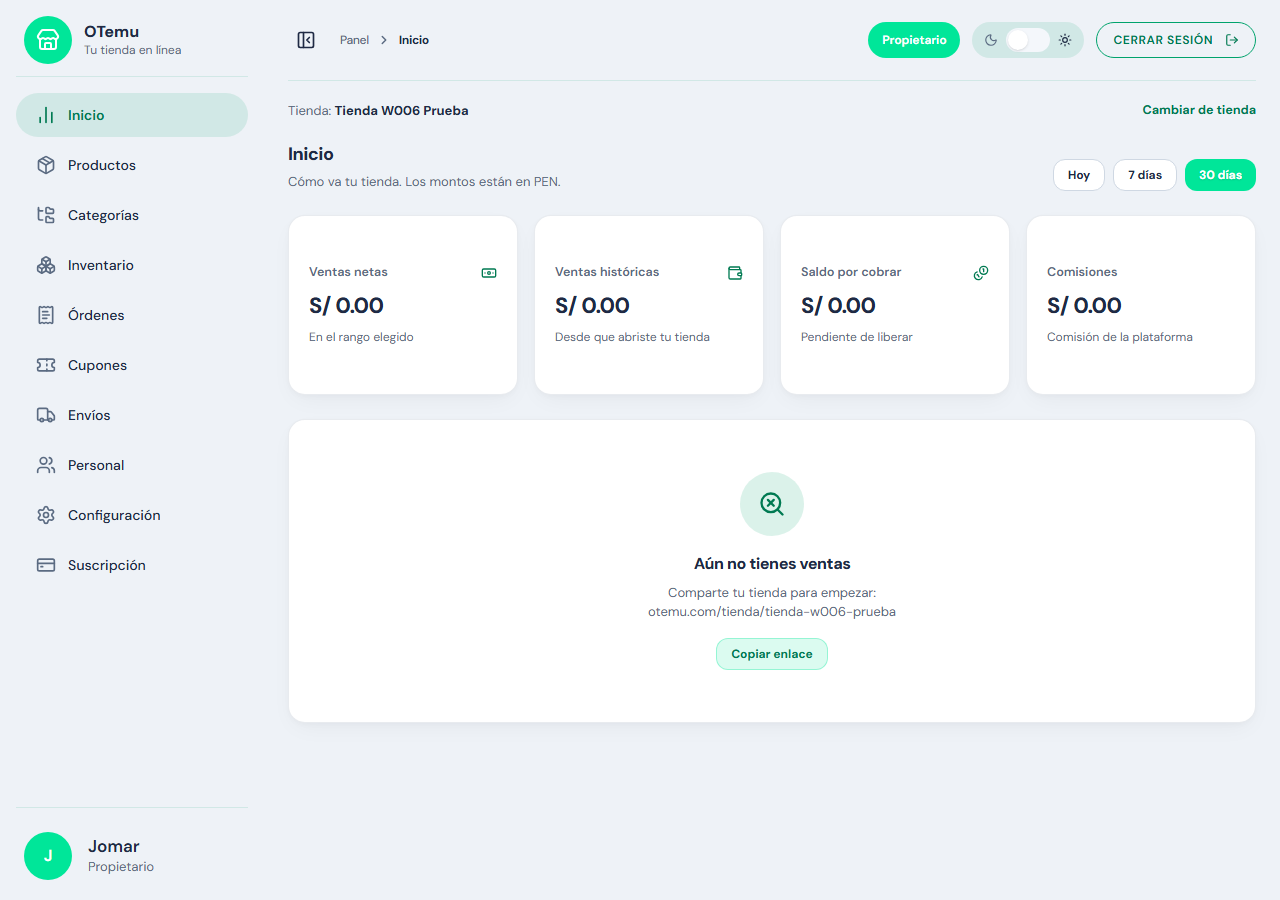 OTemu
Tu tienda en línea
Inicio
Productos
Categorías
Inventario
Órdenes
Cupones
Envíos
Personal
Configuración
Suscripción
J
Jomar
Propietario
Panel > Inicio
Propietario
CERRAR SESIÓN
Tienda: Tienda W006 Prueba
Cambiar de tienda
Inicio
Cómo va tu tienda. Los montos están en PEN.
Hoy
7 días
30 días
Ventas netas
S/ 0.00
En el rango elegido
Ventas históricas
S/ 0.00
Desde que abriste tu tienda
Saldo por cobrar
S/ 0.00
Pendiente de liberar
Comisiones
S/ 0.00
Comisión de la plataforma
Aún no tienes ventas
Comparte tu tienda para empezar:
otemu.com/tienda/tienda-w006-prueba
Copiar enlace